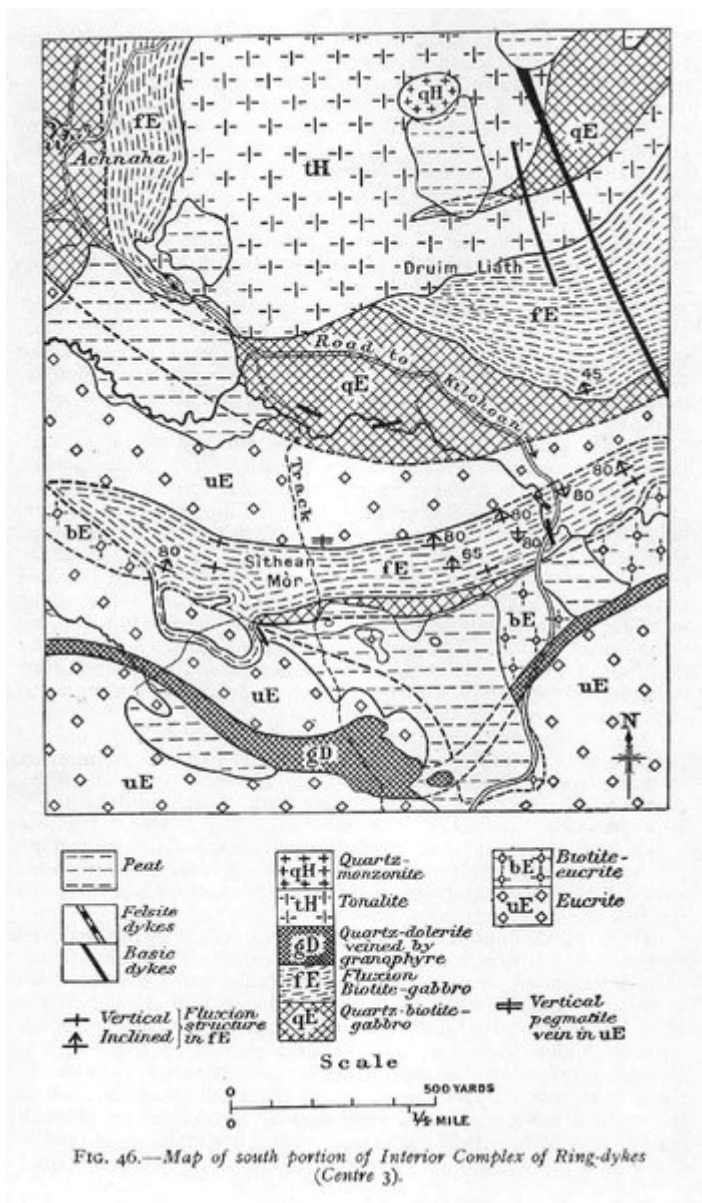 qH
fE
qE
Achnaha
tH
Druim Liath
fE
45
Road to
Kilchoan
qE
uE
Track
80
80
bE
80
80
80
Sithean
Mòr
fE
65
bE
uE
uE
gD
uE
N
Peat
Felsite
dykes
Basic
dykes
Vertical
Inclined
Fluxion
structure
in fE
qH Quartz-
monzonite
tH Tonalite
gD Quartz-dolerite
veined by
granophyre
fE Fluxion
Biotite-gabbro
qE Quartz-biotite-
gabbro
bE Biotite-
eucrite
uE Eucrite
Vertical
pegmatite
vein in uE
Scale
0 500 YARDS
0 ¼ MILE
FIG. 46.—Map of south portion of Interior Complex of Ring-dykes
(Centre 3).